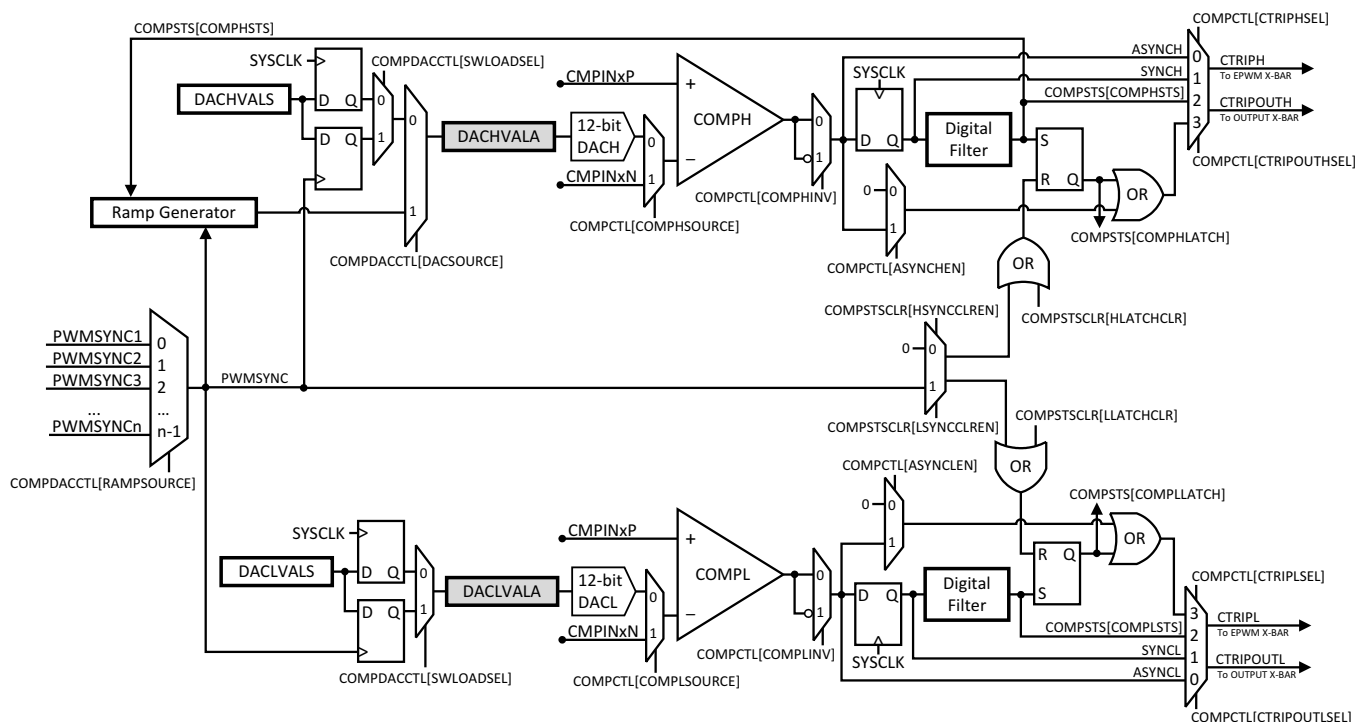 COMPCTL[CTRIPHSEL]
COMPSTS[COMPHSTS]
ASYNCH
0
CTRIPH
To EPWM X-BAR
SYSCLK
COMPDACCTL[SWLOADSEL]
CMPINxP
SYSCLK
SYNCH
1
DACHVALS
D Q
0
+
COMPSTS[COMPHSTS]
2
CTRIPOUTH
To OUTPUT X-BAR
0
DACHVALA
12-bit
DACH
COMPH
0
3
D Q
1
0
D Q
Digital
Filter
S
CMPINxN
1
–
1
COMPCTL[CTRIPOUTHSEL]
R Q
OR
Ramp Generator
1
COMPCTL[COMPHINV]
0 0
COMPCTL[COMPHSOURCE]
1
COMPSTS[COMPHLATCH]
COMPDACCTL[DACSOURCE]
COMPCTL[ASYNCHEN]
OR
COMPSTSCLR[HSYNCCLREN]
COMPSTSCLR[HLATCHCLR]
PWMSYNC1
0
0 0
PWMSYNC2
1
PWMSYNC3
2
PWMSYNC
1
...
...
PWMSYNCn
n-1
COMPSTSCLR[LSYNCCLREN]
COMPSTSCLR[LLATCHCLR]
COMPDACCTL[RAMPSOURCE]
COMPCTL[ASYNCLEN]
OR
0 0
COMPSTS[COMPLLATCH]
SYSCLK
CMPINxP
+
1
OR
DACLVALS
D Q
0
12-bit
DACL
COMPL
0
R Q
COMPCTL[CTRIPLSEL]
DACLVALA
0
D Q
Digital
Filter
S
D Q
1
–
1
3
CTRIPL
To EPWM X-BAR
CMPINxN
1
COMPSTS[COMPLSTS]
2
SYNCL
1
CTRIPOUTL
To OUTPUT X-BAR
COMPCTL[COMPLINV]
SYSCLK
ASYNCL
0
COMPDACCTL[SWLOADSEL]
COMPCTL[COMPLSOURCE]
COMPCTL[CTRIPOUTLSEL]